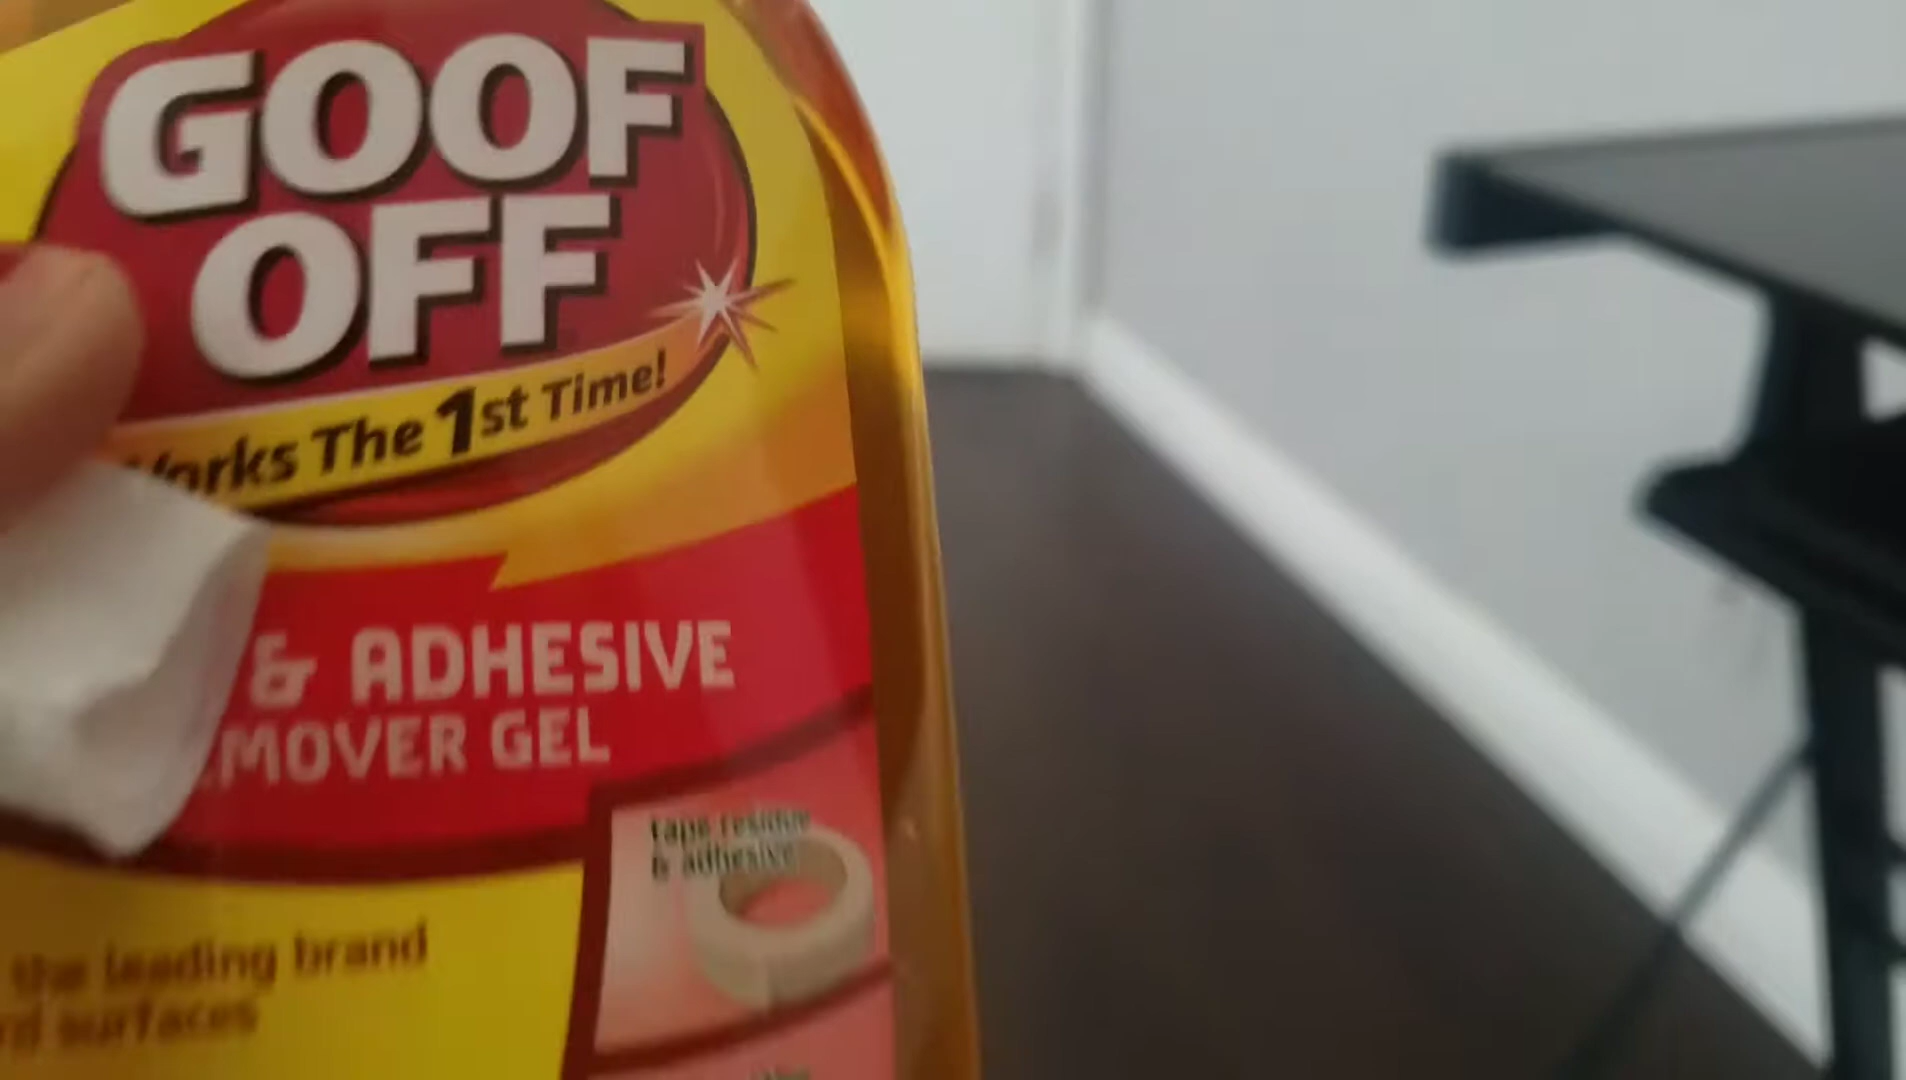 GOOF
OFF
Works The 1st Time!
& ADHESIVE
MOVER GEL
tape residue
& adhesive
the leading brand
surfaces